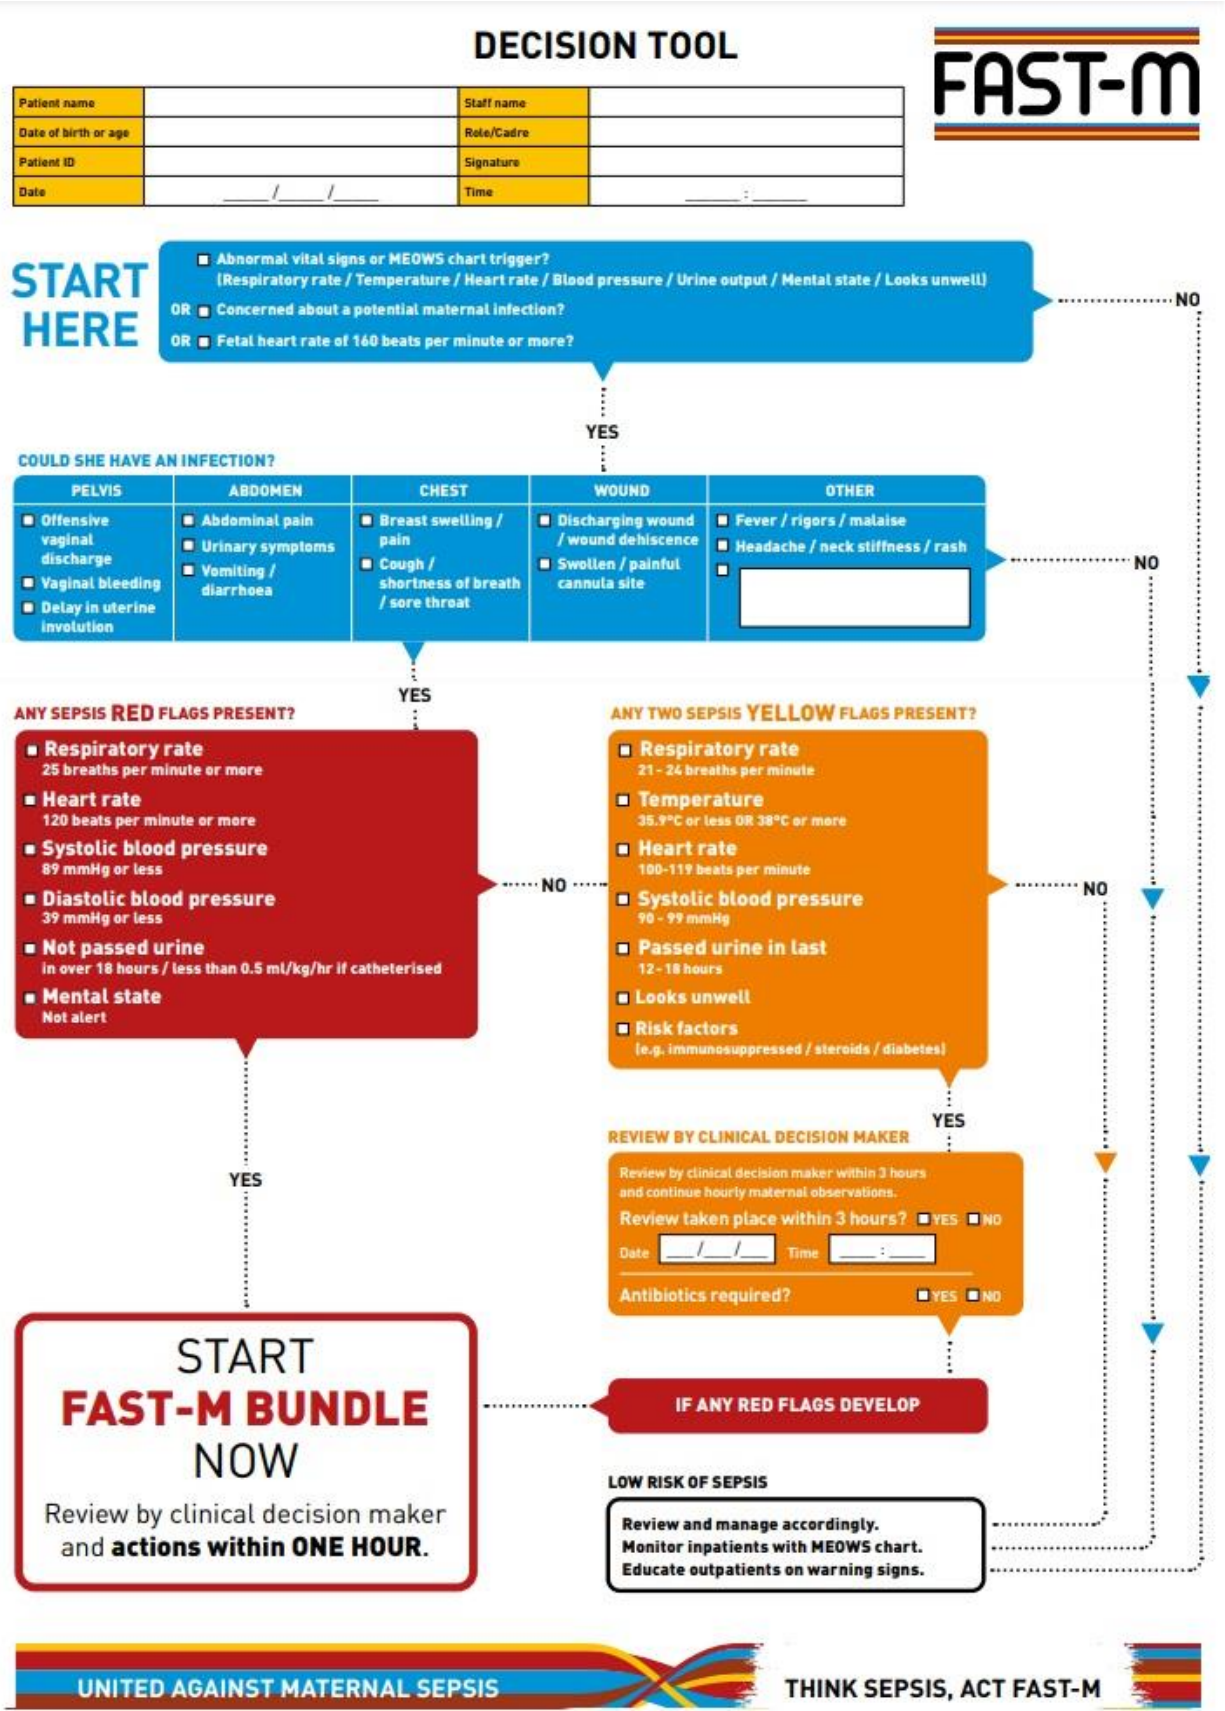 DECISION TOOL
FAST-M
Patient name
Staff name
Date of birth or age
Role/Cadre
Patient ID
Signature
Date ____/____/____
Time ____:____
START
HERE
Abnormal vital signs or MEOWS chart trigger?
(Respiratory rate / Temperature / Heart rate / Blood pressure / Urine output / Mental state / Looks unwell)
OR Concerned about a potential maternal infection?
OR Fetal heart rate of 160 beats per minute or more?
NO
YES
COULD SHE HAVE AN INFECTION?
PELVIS
Offensive
vaginal
discharge
Vaginal bleeding
Delay in uterine
involution
ABDOMEN
Abdominal pain
Urinary symptoms
Vomiting /
diarrhoea
CHEST
Breast swelling /
pain
Cough /
shortness of breath
/ sore throat
WOUND
Discharging wound
/ wound dehiscence
Swollen / painful
cannula site
OTHER
Fever / rigors / malaise
Headache / neck stiffness / rash
NO
YES
ANY SEPSIS RED FLAGS PRESENT?
Respiratory rate
25 breaths per minute or more
Heart rate
120 beats per minute or more
Systolic blood pressure
89 mmHg or less
Diastolic blood pressure
39 mmHg or less
Not passed urine
in over 18 hours / less than 0.5 ml/kg/hr if catheterised
Mental state
Not alert
NO
ANY TWO SEPSIS YELLOW FLAGS PRESENT?
Respiratory rate
21 - 24 breaths per minute
Temperature
35.9°C or less OR 38°C or more
Heart rate
100-119 beats per minute
Systolic blood pressure
90 - 99 mmHg
Passed urine in last
12 - 18 hours
Looks unwell
Risk factors
(e.g. immunosuppressed / steroids / diabetes)
NO
YES
REVIEW BY CLINICAL DECISION MAKER
Review by clinical decision maker within 3 hours
and continue hourly maternal observations.
Review taken place within 3 hours? YES NO
Date ___/___/___ Time ____:____
Antibiotics required? YES NO
YES
START
FAST-M BUNDLE
NOW
Review by clinical decision maker
and actions within ONE HOUR.
IF ANY RED FLAGS DEVELOP
LOW RISK OF SEPSIS
Review and manage accordingly.
Monitor inpatients with MEOWS chart.
Educate outpatients on warning signs.
UNITED AGAINST MATERNAL SEPSIS
THINK SEPSIS, ACT FAST-M